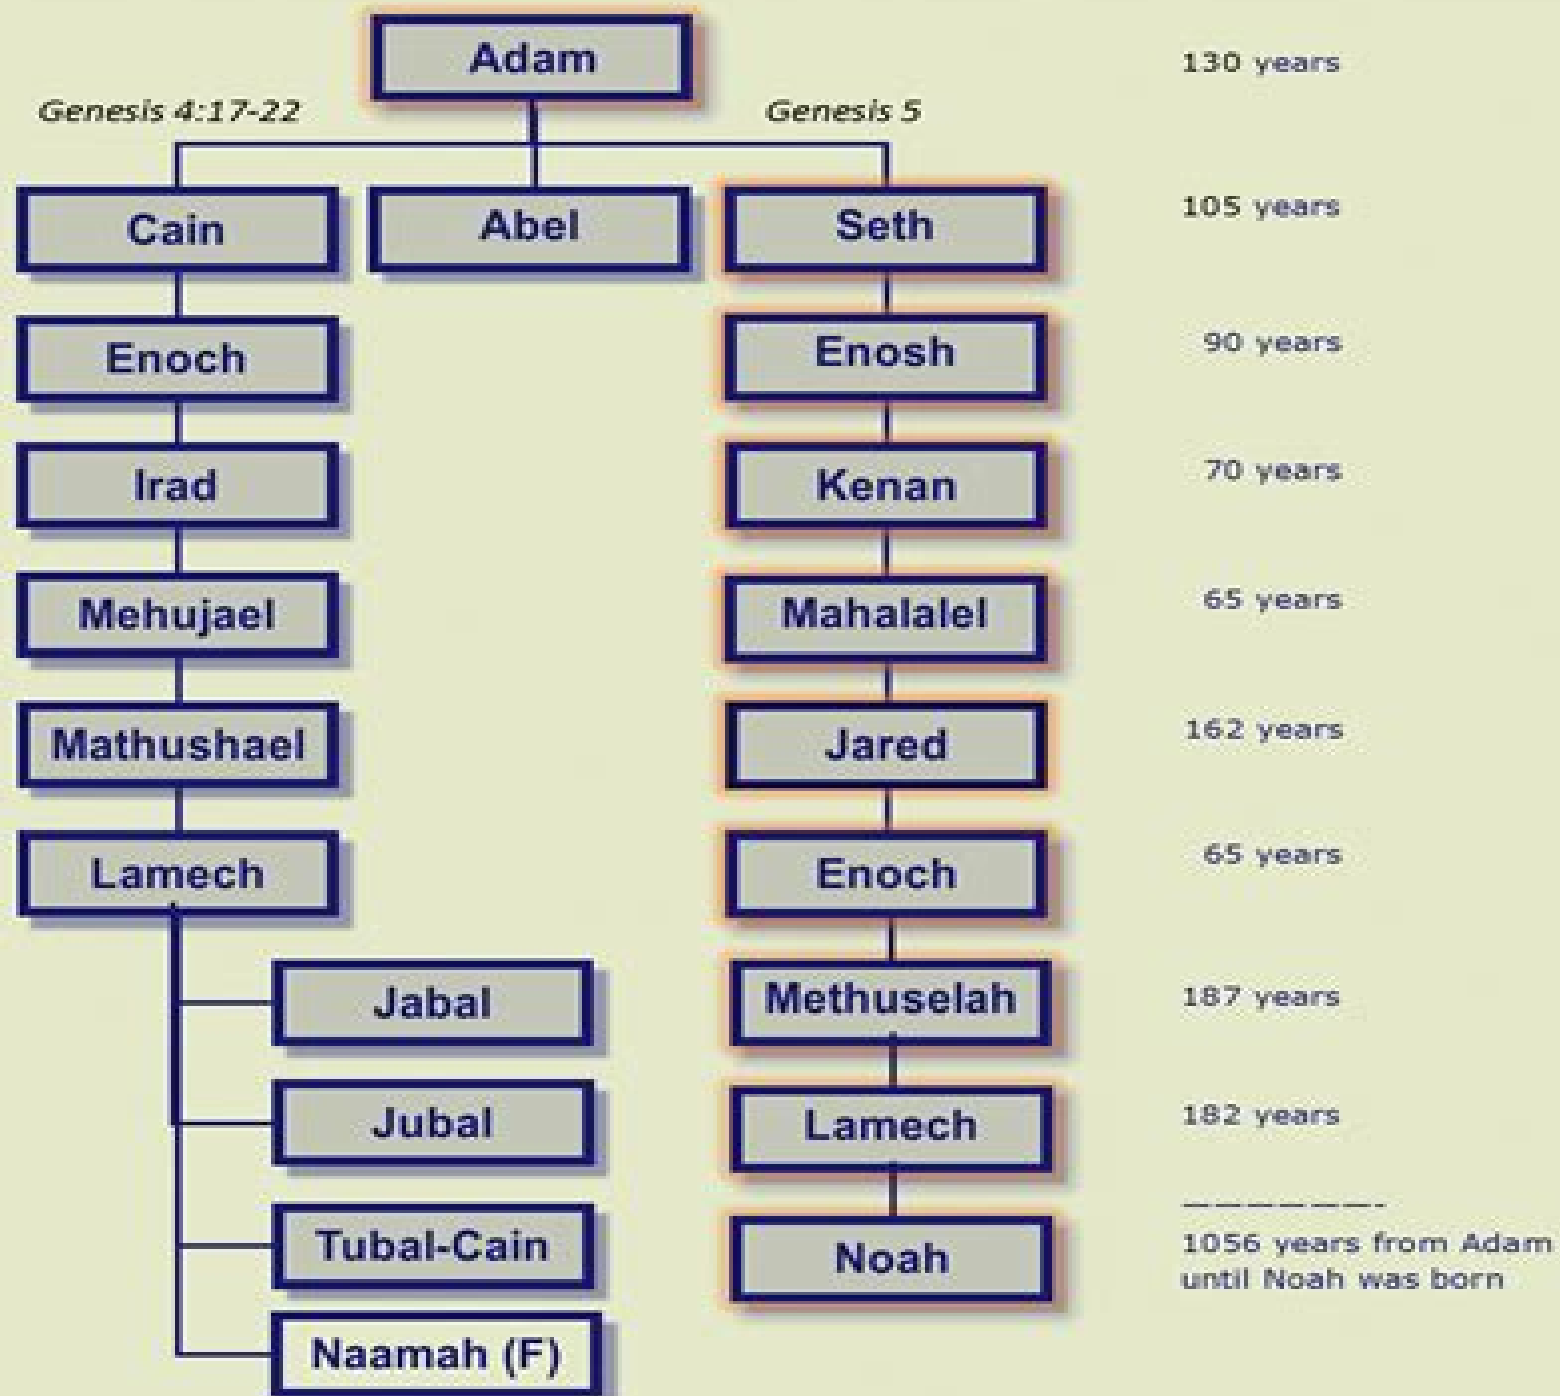 Adam
130 years
Genesis 4:17-22
Genesis 5
Cain
Abel
Seth
105 years
Enoch
Enosh
90 years
Irad
Kenan
70 years
Mehujael
Mahalalel
65 years
Mathushael
Jared
162 years
Lamech
Enoch
65 years
Jabal
Methuselah
187 years
Jubal
Lamech
182 years
Tubal-Cain
Noah
1056 years from Adam
until Noah was born
Naamah (F)